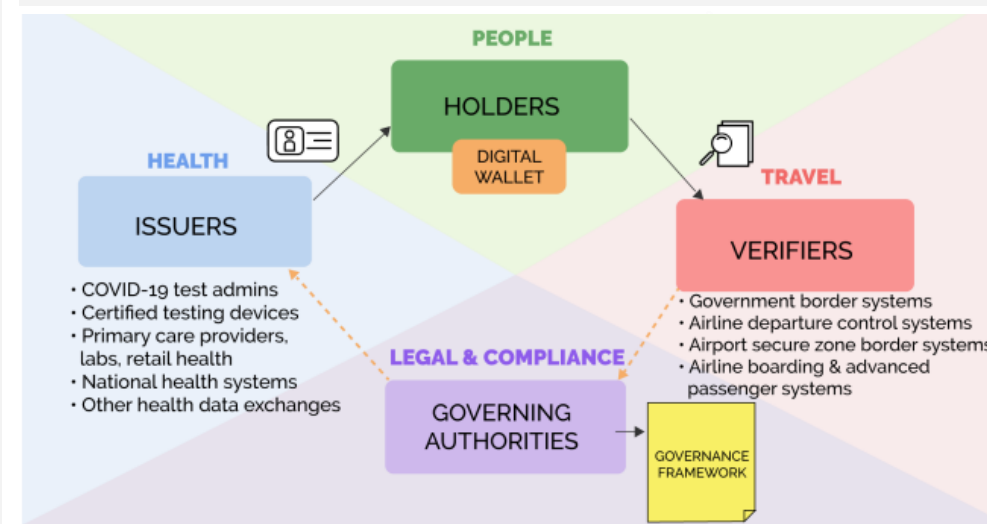 PEOPLE
HOLDERS
DIGITAL
WALLET
HEALTH
ISSUERS
• COVID-19 test admins
• Certified testing devices
• Primary care providers,
labs, retail health
• National health systems
• Other health data exchanges
TRAVEL
VERIFIERS
• Government border systems
• Airline departure control systems
• Airport secure zone border systems
• Airline boarding & advanced
passenger systems
LEGAL & COMPLIANCE
GOVERNING
AUTHORITIES
GOVERNANCE
FRAMEWORK